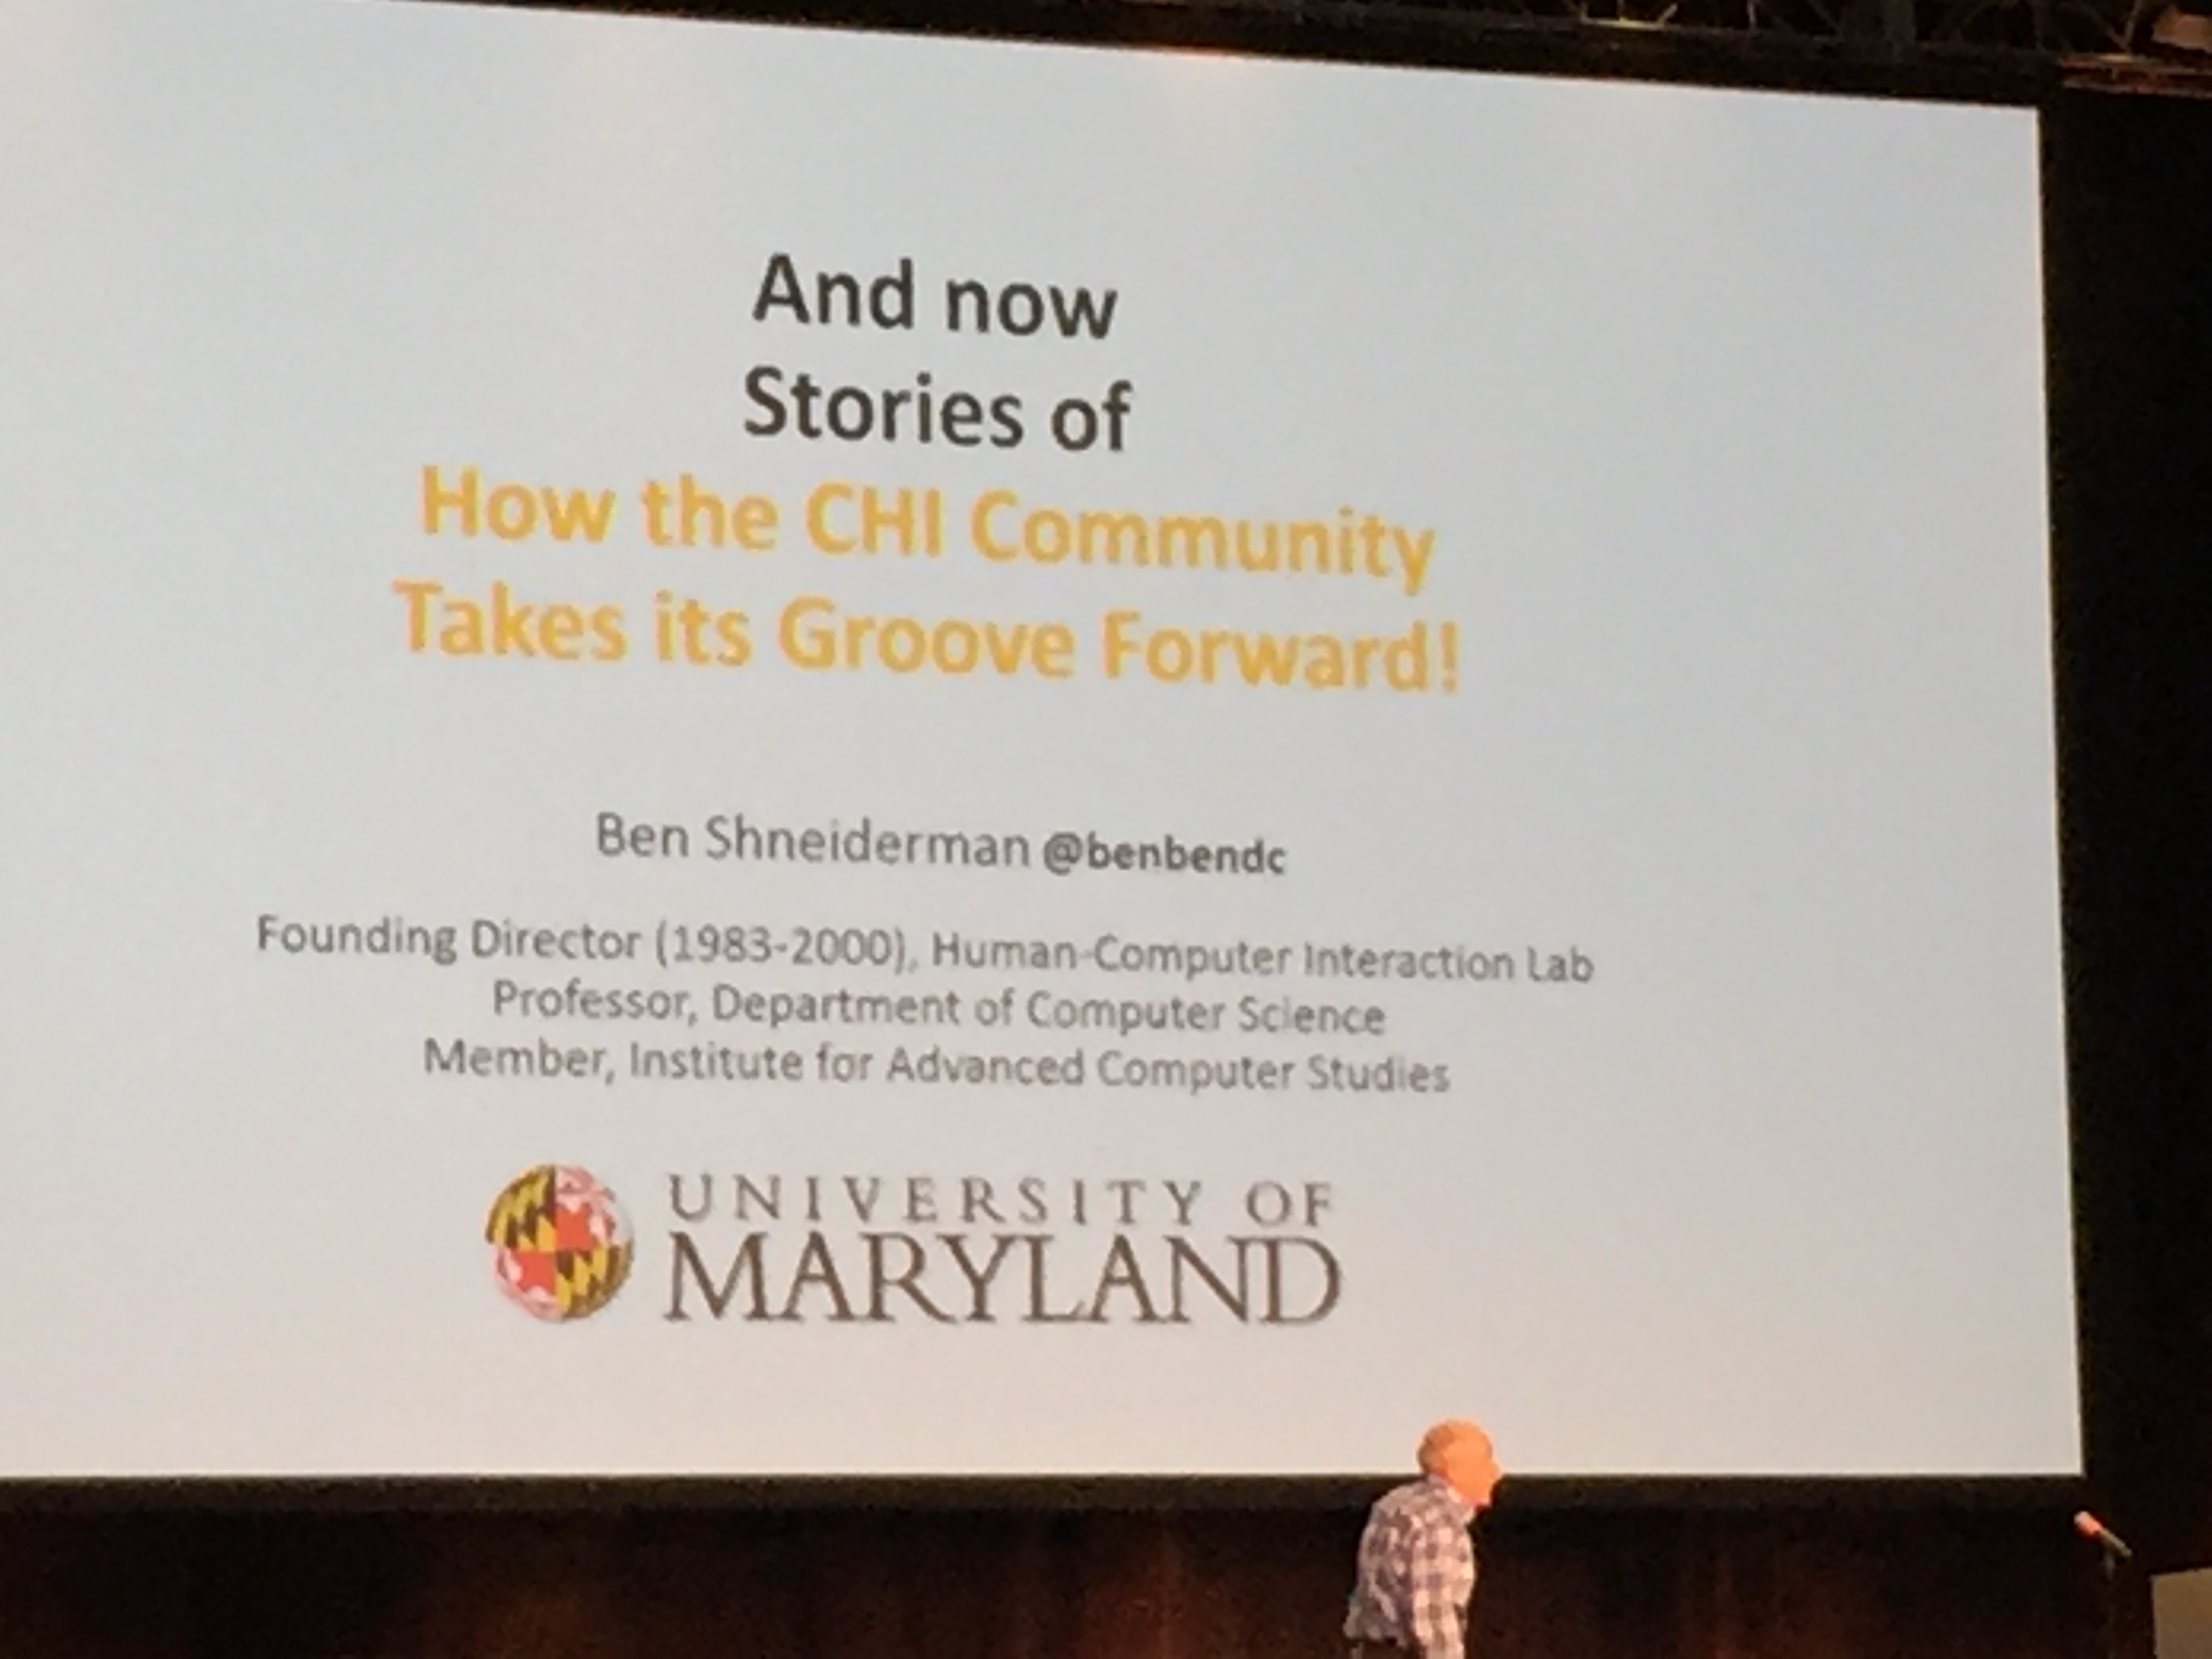 And now
Stories of
How the CHI Community
Takes its Groove Forward!
Ben Shneiderman @benbendc
Founding Director (1983-2000), Human-Computer Interaction Lab
Professor, Department of Computer Science
Member, Institute for Advanced Computer Studies
UNIVERSITY OF
MARYLAND